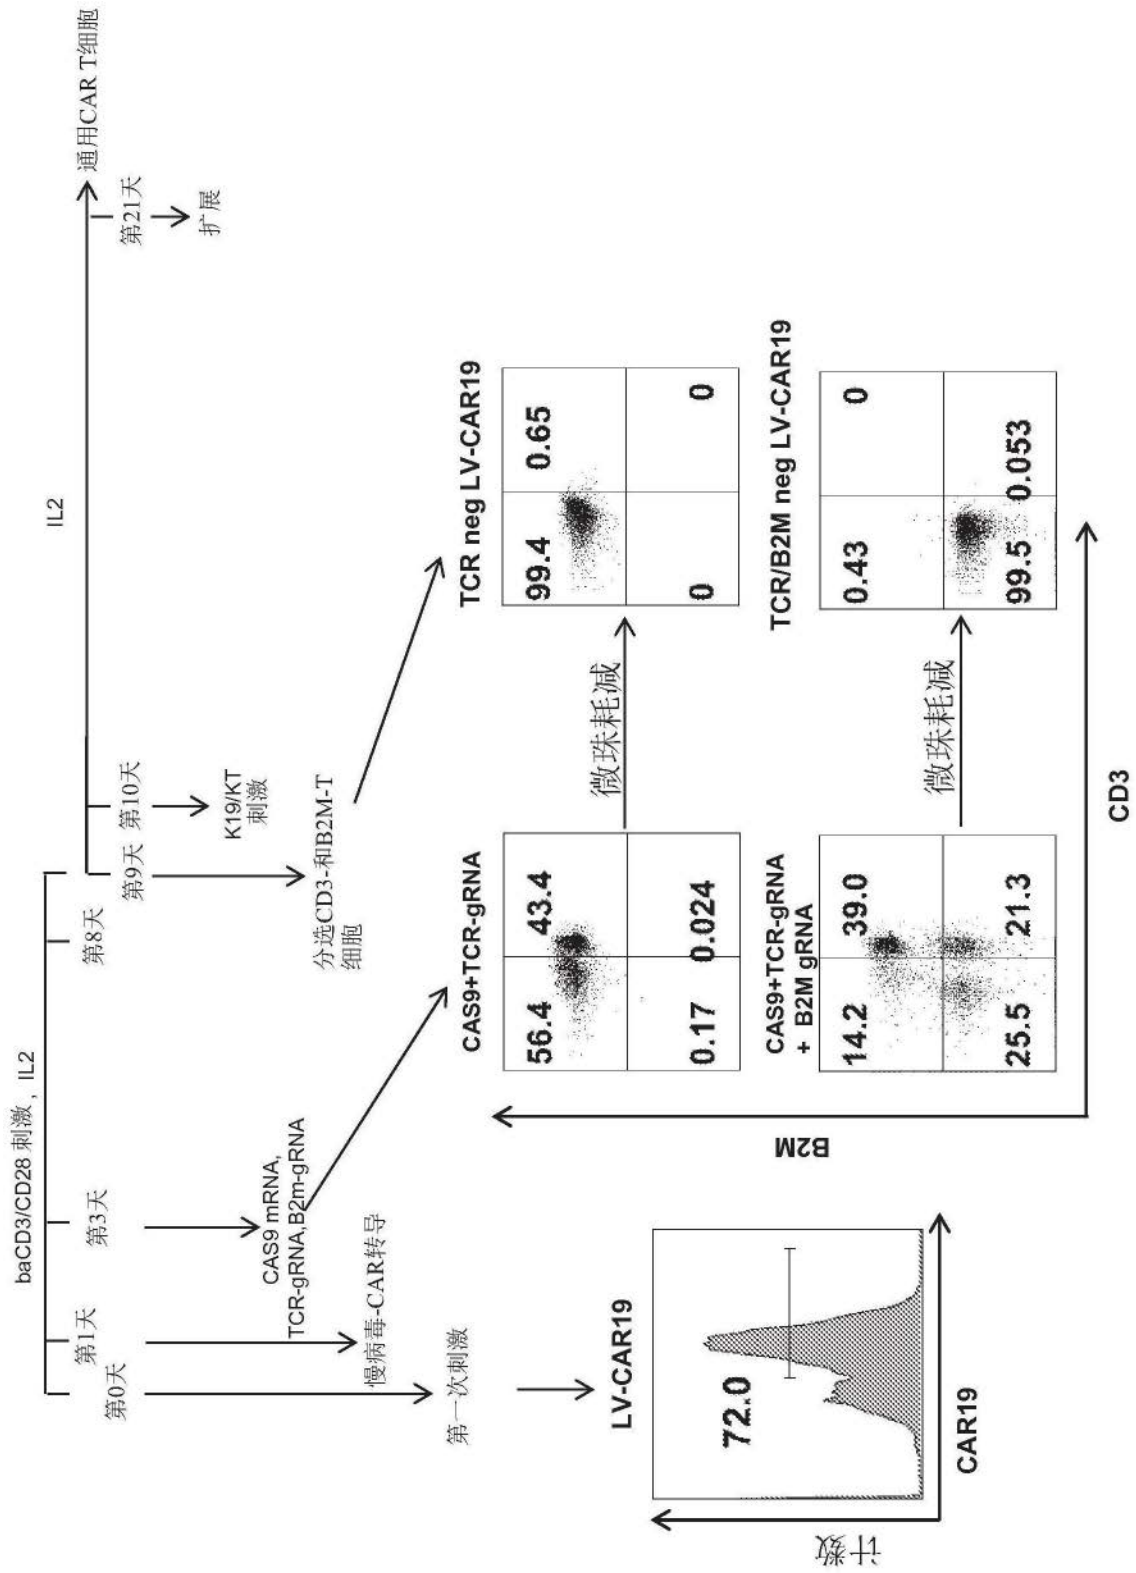 baCD3/CD28 刺激, IL2
IL2
通用CAR T细胞
第0天
第1天
第3天
第8天
第9天
第10天
第21天
第一次刺激
慢病毒-CAR转导
CAS9 mRNA,
TCR-gRNA,B2m-gRNA
分选CD3-和B2M-T
细胞
K19/KT
刺激
扩展
LV-CAR19
72.0
计数
CAR19
CAS9+TCR-gRNA
56.4
43.4
0.17
0.024
微珠耗减
TCR neg LV-CAR19
99.4
0.65
0
0
CAS9+TCR-gRNA
+ B2M gRNA
14.2
39.0
25.5
21.3
微珠耗减
TCR/B2M neg LV-CAR19
0.43
0
99.5
0.053
B2M
CD3